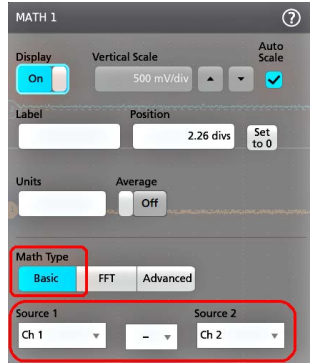 MATH 1 ?
Auto
Display Vertical Scale Scale
On 500 mV/div
Label Position
2.26 divs Set
to 0
Units Average
Off
Math Type
Basic FFT Advanced
Source 1 Source 2
Ch 1 – Ch 2